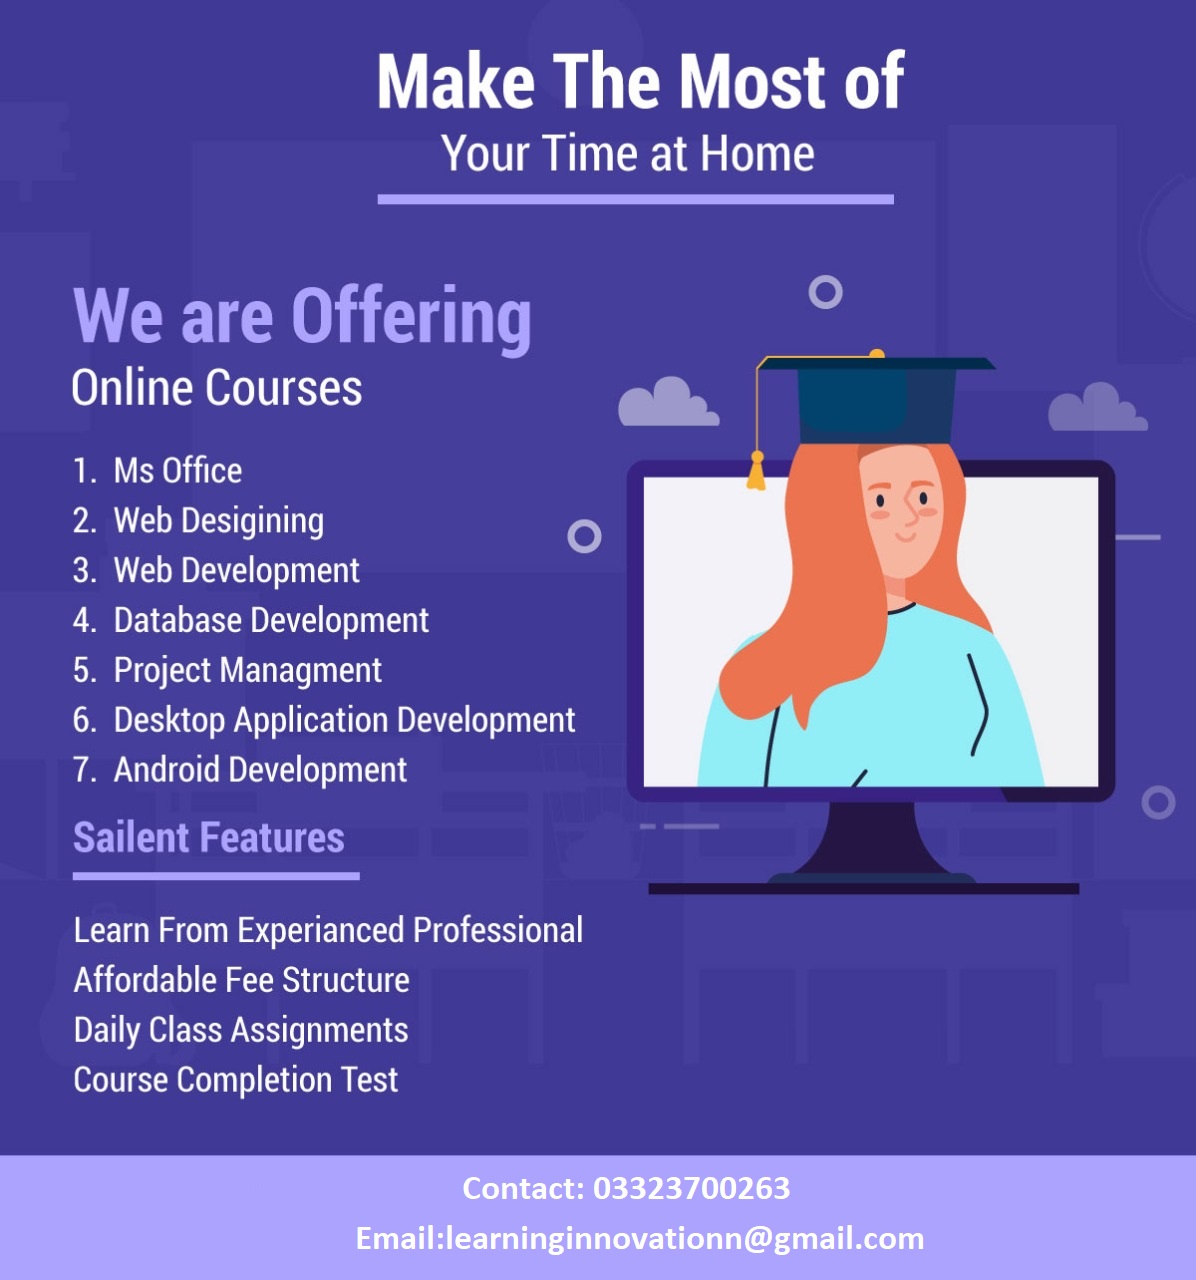 Make The Most of
Your Time at Home
We are Offering
Online Courses
1. Ms Office
2. Web Desigining
3. Web Development
4. Database Development
5. Project Managment
6. Desktop Application Development
7. Android Development
Sailent Features
Learn From Experianced Professional
Affordable Fee Structure
Daily Class Assignments
Course Completion Test
Contact: 03323700263
Email:learninginnovationn@gmail.com